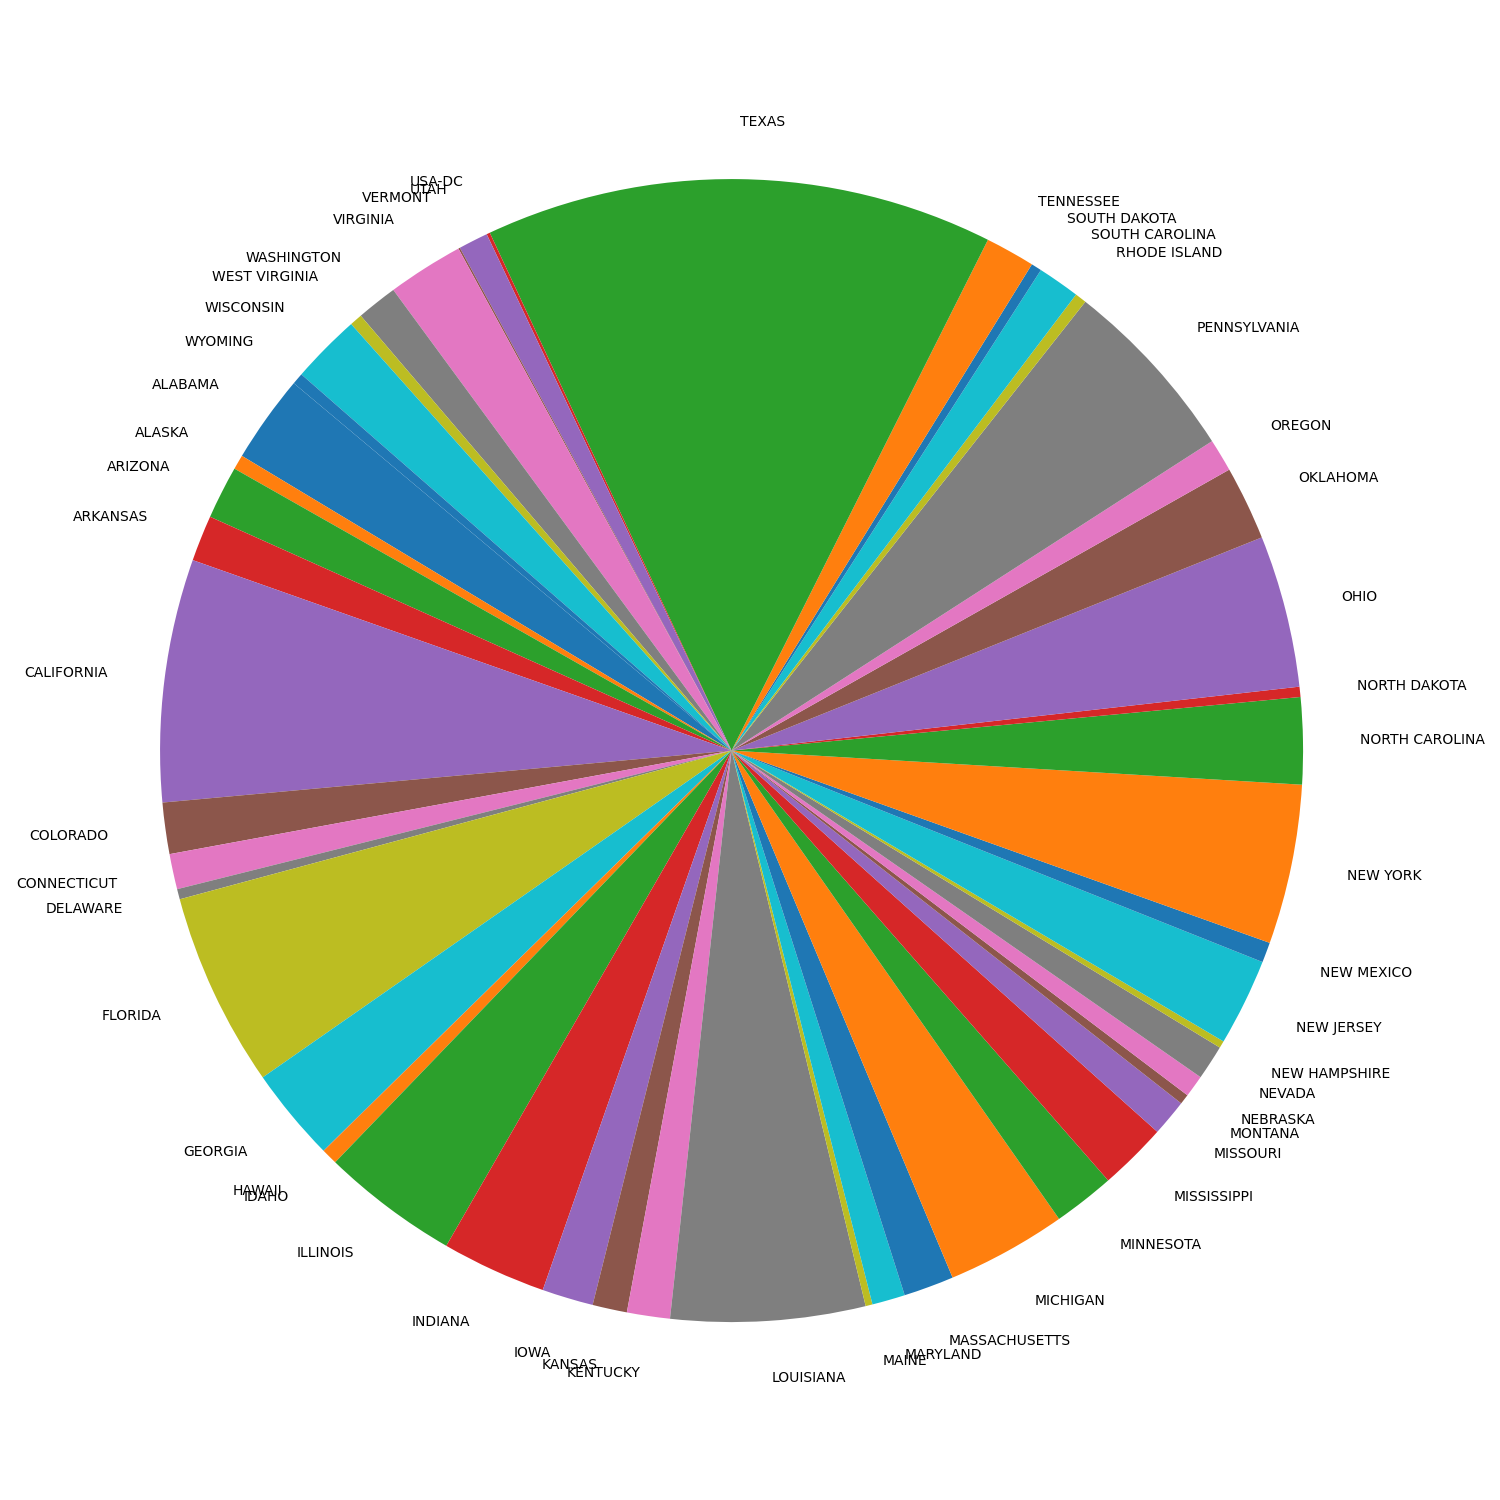 TEXAS
USA-DC
UTAH
VERMONT
VIRGINIA
WASHINGTON
WEST VIRGINIA
WISCONSIN
WYOMING
ALABAMA
ALASKA
ARIZONA
ARKANSAS
CALIFORNIA
COLORADO
CONNECTICUT
DELAWARE
FLORIDA
GEORGIA
HAWAII
IDAHO
ILLINOIS
INDIANA
IOWA
KANSAS
KENTUCKY
LOUISIANA
MAINE
MARYLAND
MASSACHUSETTS
MICHIGAN
MINNESOTA
MISSISSIPPI
MISSOURI
MONTANA
NEBRASKA
NEVADA
NEW HAMPSHIRE
NEW JERSEY
NEW MEXICO
NEW YORK
NORTH CAROLINA
NORTH DAKOTA
OHIO
OKLAHOMA
OREGON
PENNSYLVANIA
RHODE ISLAND
SOUTH CAROLINA
SOUTH DAKOTA
TENNESSEE